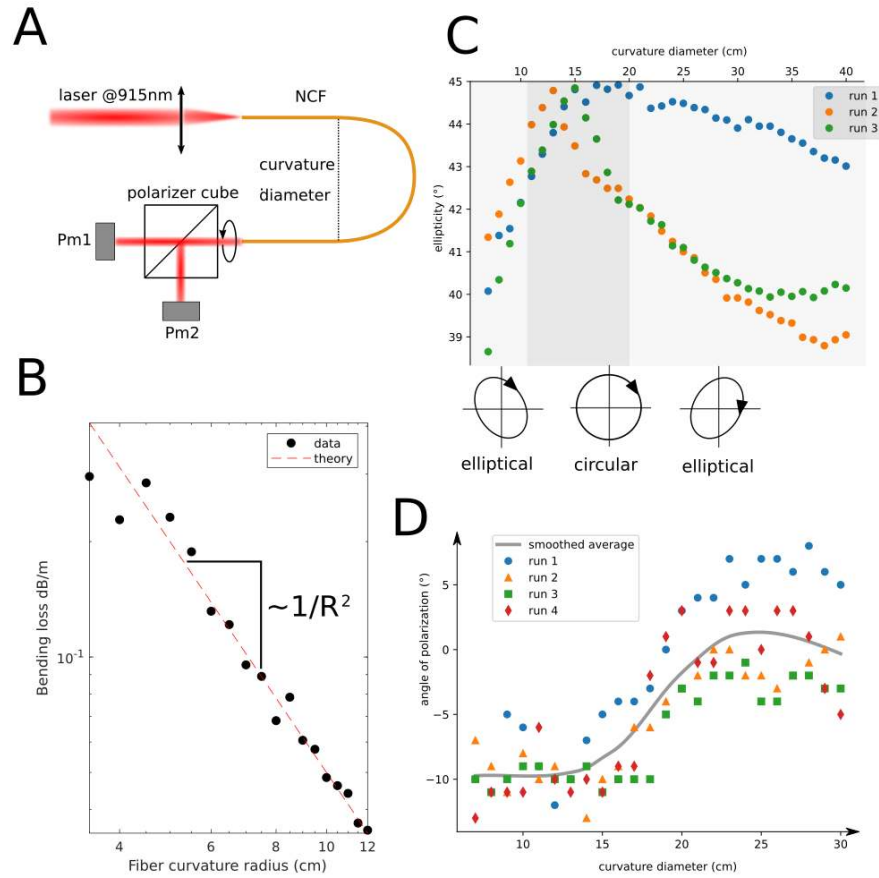 A
laser @915nm
NCF
curvature
diameter
polarizer cube
Pm1
Pm2
B
data
theory
~1/R²
10⁻¹
Bending loss dB/m
4
6
8
10
12
Fiber curvature radius (cm)
C
curvature diameter (cm)
10
15
20
25
30
35
40
run 1
run 2
run 3
45
44
43
42
41
40
39
ellipticity (°)
elliptical
circular
elliptical
D
smoothed average
run 1
run 2
run 3
run 4
5
0
−5
−10
angle of polarization (°)
10
15
20
25
30
curvature diameter (cm)